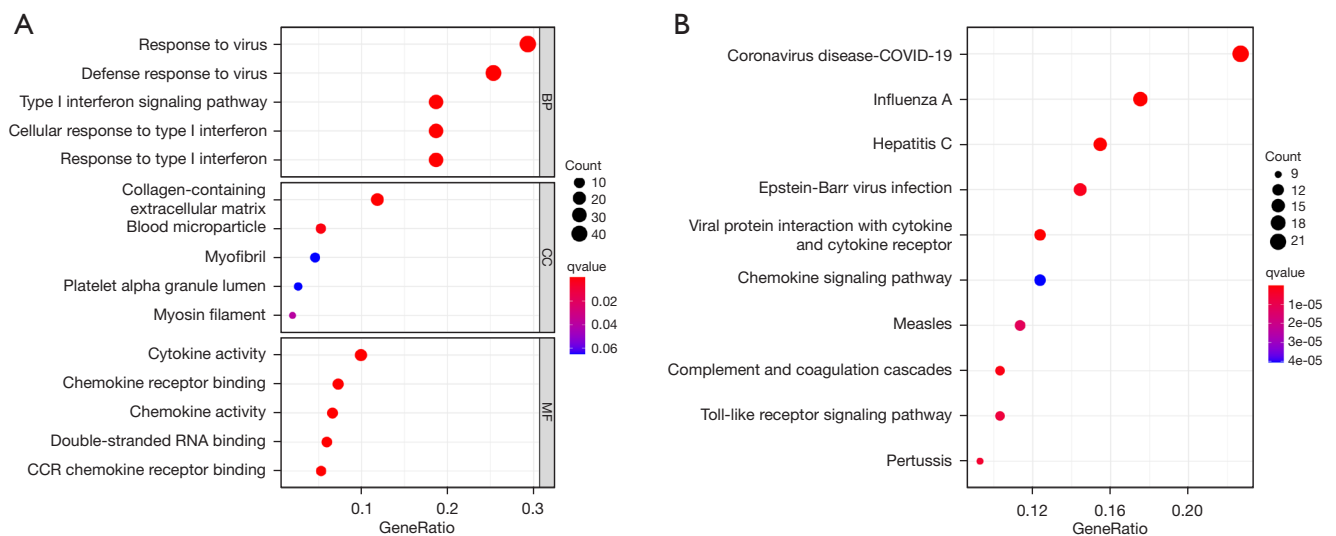 A
Response to virus
Defense response to virus
Type I interferon signaling pathway
Cellular response to type I interferon
Response to type I interferon
BP
Collagen-containing
extracellular matrix
Blood microparticle
Myofibril
Platelet alpha granule lumen
Myosin filament
CC
Cytokine activity
Chemokine receptor binding
Chemokine activity
Double-stranded RNA binding
CCR chemokine receptor binding
MF
0.1 0.2 0.3
GeneRatio
Count
10
20
30
40
qvalue
0.02
0.04
0.06
B
Coronavirus disease-COVID-19
Influenza A
Hepatitis C
Epstein-Barr virus infection
Viral protein interaction with cytokine
and cytokine receptor
Chemokine signaling pathway
Measles
Complement and coagulation cascades
Toll-like receptor signaling pathway
Pertussis
0.12 0.16 0.20
GeneRatio
Count
9
12
15
18
21
qvalue
1e-05
2e-05
3e-05
4e-05